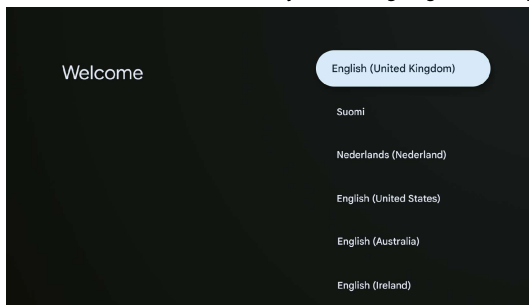 Welcome
English (United Kingdom)
Suomi
Nederlands (Nederland)
English (United States)
English (Australia)
English (Ireland)